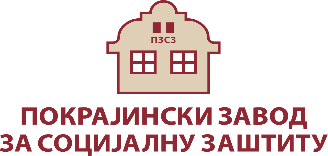 ПЗСЗ
ПОКРАЈИНСКИ ЗАВОД
ЗА СОЦИЈАЛНУ ЗАШТИТУ